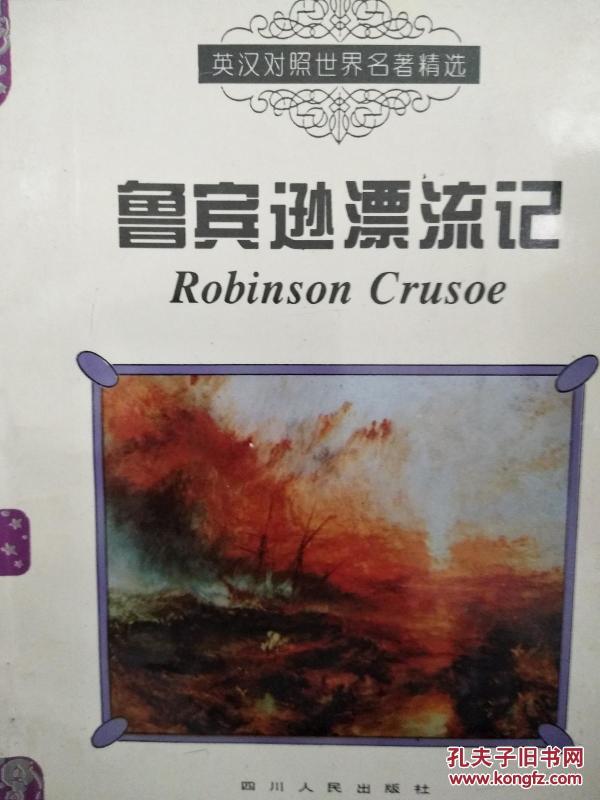 英汉对照世界名著精选
鲁宾逊漂流记
Robinson Crusoe
四川人民出版社
孔夫子旧书网
www.kongfz.com